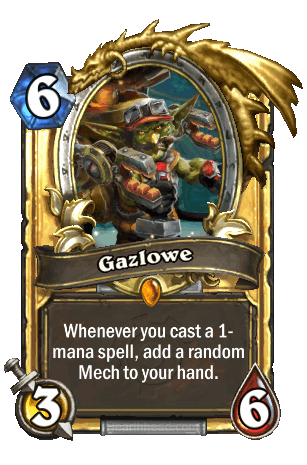 6
Gazlowe
Whenever you cast a 1-
mana spell, add a random
Mech to your hand.
3
6